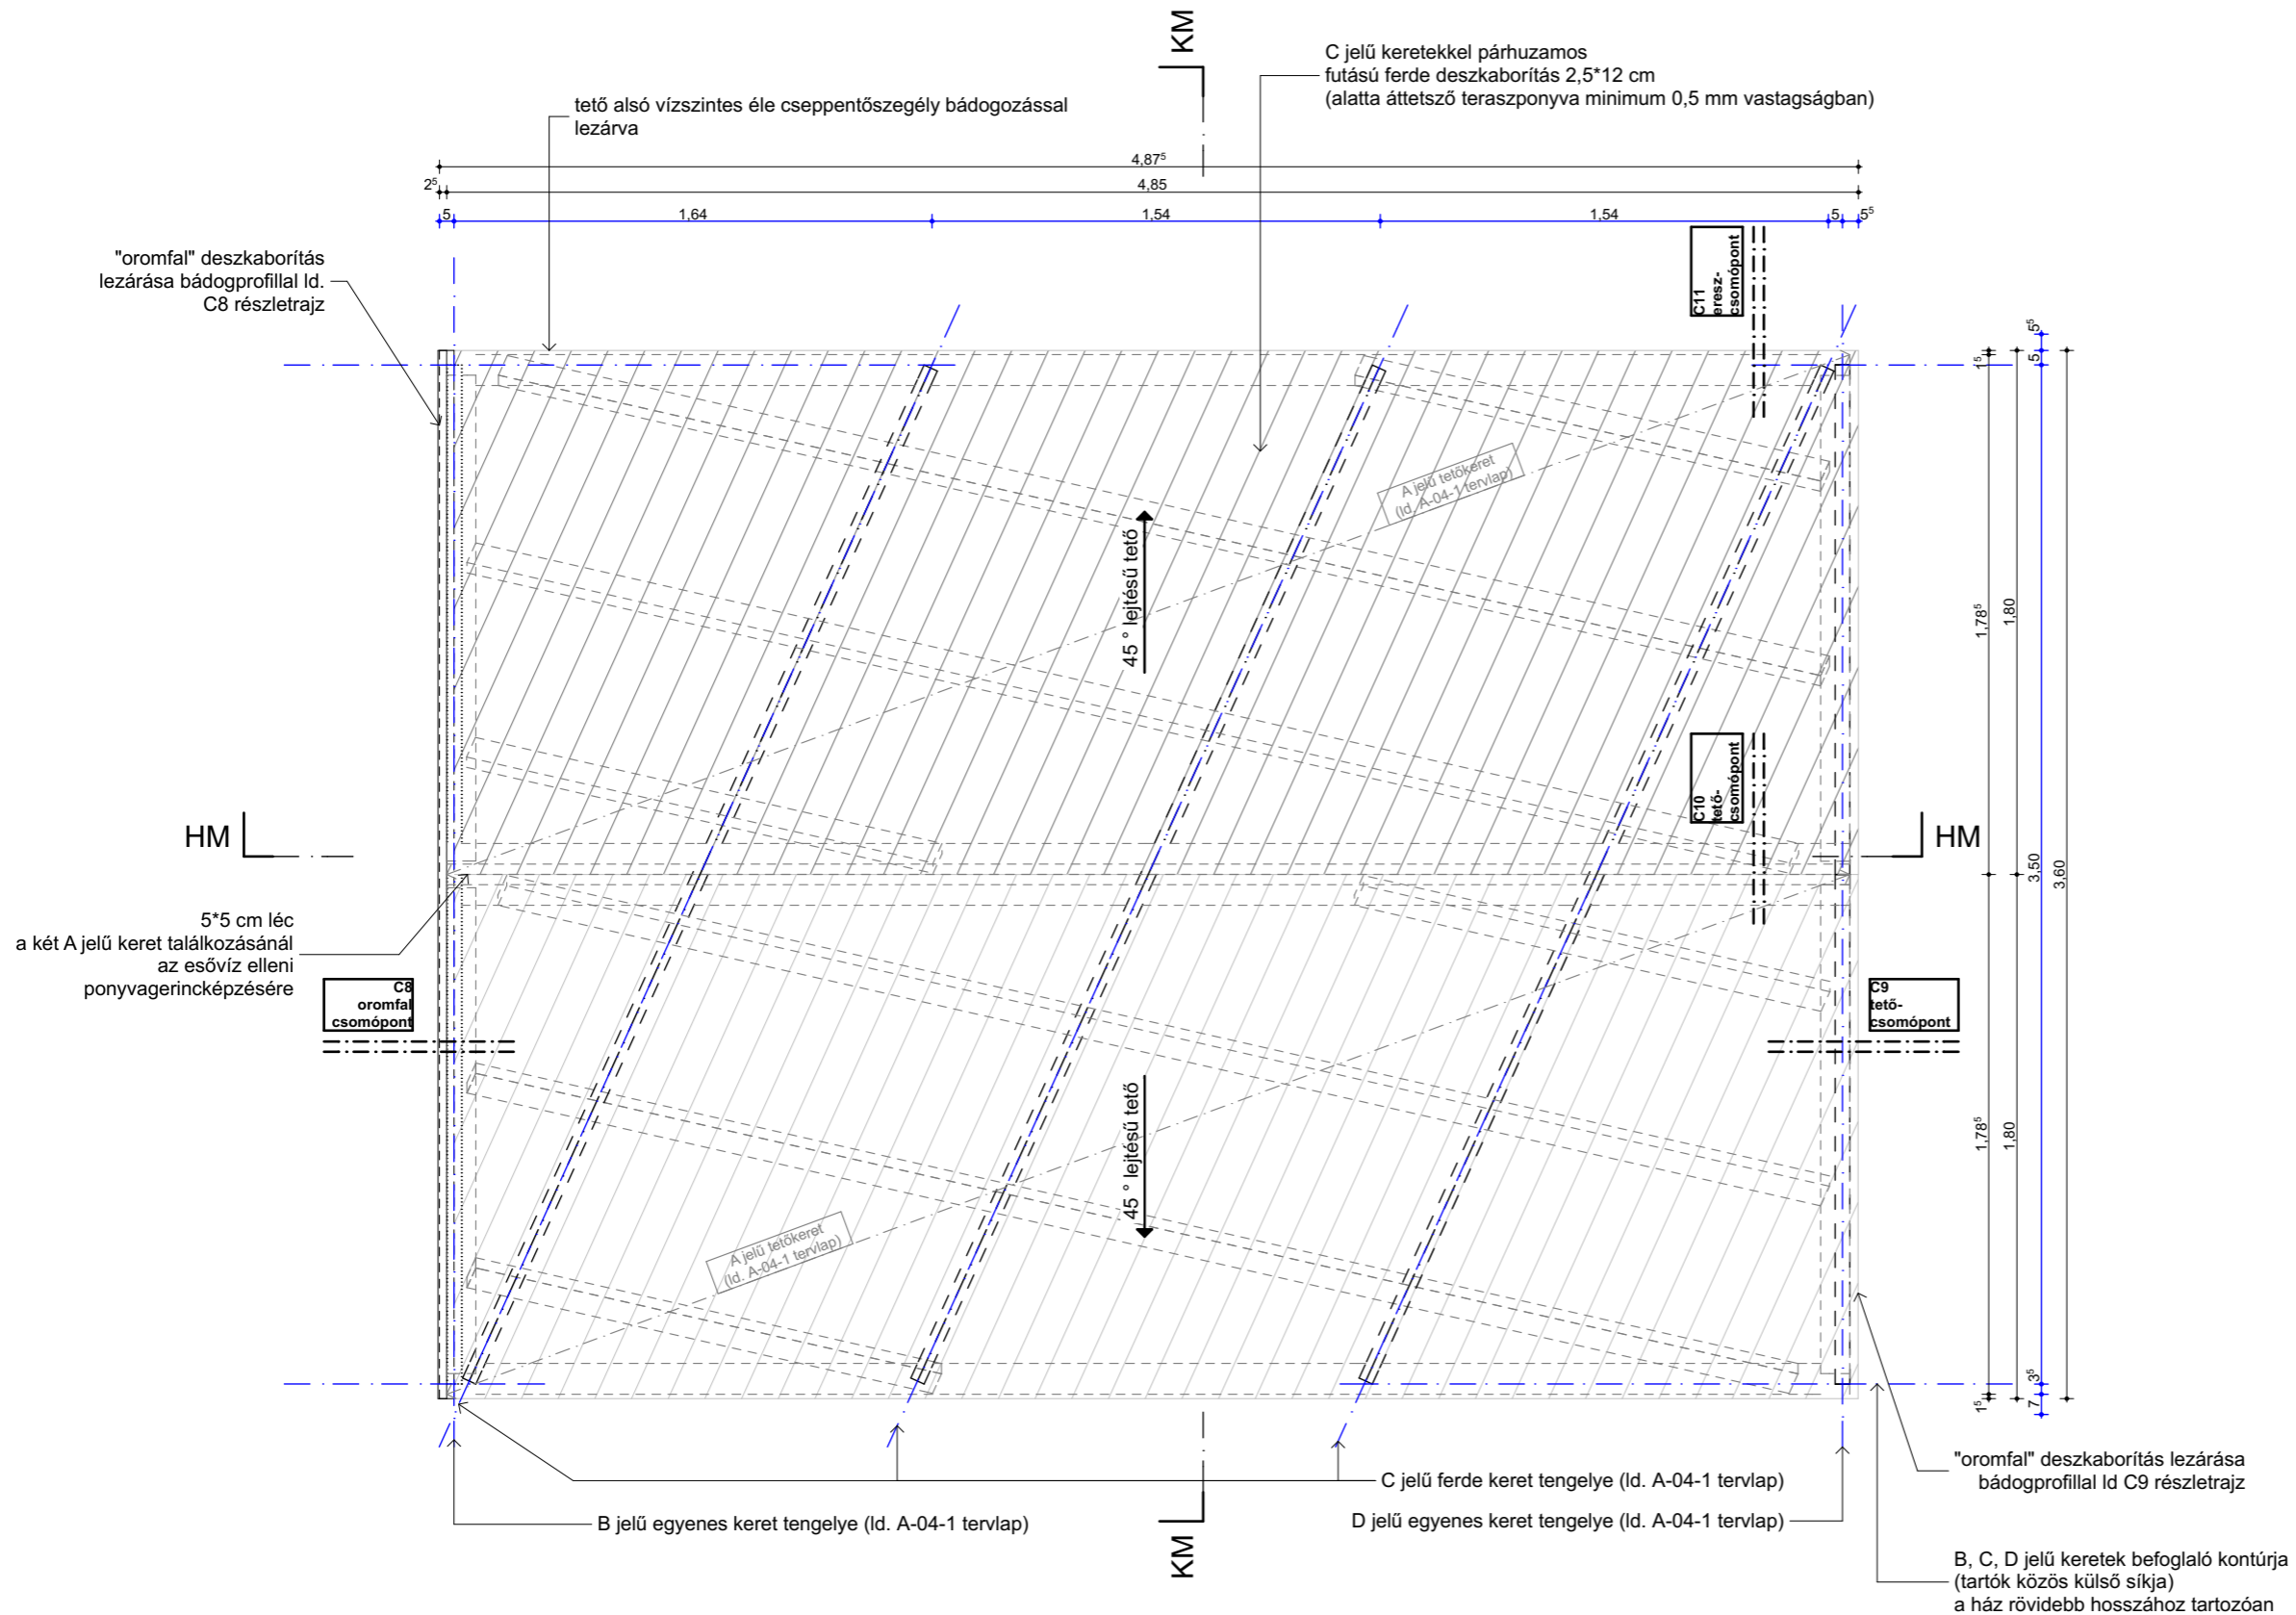 KM
C jelű keretekkel párhuzamos
futású ferde deszkaborítás 2,5*12 cm
(alatta áttetsző teraszponyva minimum 0,5 mm vastagságban)
tető alsó vízszintes éle cseppentőszegély bádogozással
lezárva
4,87⁵
2⁵
4,85
5
1,64
1,54
1,54
5
5⁵
"oromfal" deszkaborítás
lezárása bádogprofillal ld.
C8 részletrajz
C11
eresz-
csomópont
5⁵
5
1⁵
A jelű tetőkeret
(ld. A-04-1 tervlap)
45 ° lejtésű tető
1,78⁵
1,80
C10
tető-
csomópont
HM
HM
3,50
3,60
5*5 cm léc
a két A jelű keret találkozásánál
az esővíz elleni
ponyvagerincképzésére
C8
oromfal
csomópont
C9
tető-
csomópont
45 ° lejtésű tető
1,78⁵
1,80
A jelű tetőkeret
(ld. A-04-1 tervlap)
3⁵
1⁵
7
"oromfal" deszkaborítás lezárása
bádogprofillal ld C9 részletrajz
C jelű ferde keret tengelye (ld. A-04-1 tervlap)
B jelű egyenes keret tengelye (ld. A-04-1 tervlap)
D jelű egyenes keret tengelye (ld. A-04-1 tervlap)
KM
B, C, D jelű keretek befoglaló kontúrja
(tartók közös külső síkja)
a ház rövidebb hosszához tartozóan